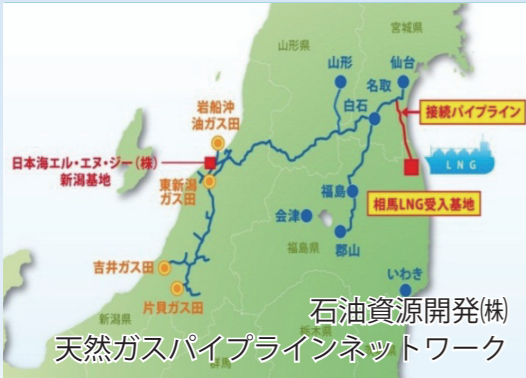 宮城県
山形県
山形
仙台
名取
岩船沖
油ガス田
白石
接続パイプライン
日本海エル・エヌ・ジー(株)
新潟基地
LNG
東新潟
ガス田
福島
相馬LNG受入基地
会津
福島県
郡山
吉井ガス田
いわき
片貝ガス田
新潟県
石油資源開発㈱
栃木県
天然ガスパイプラインネットワーク
群馬